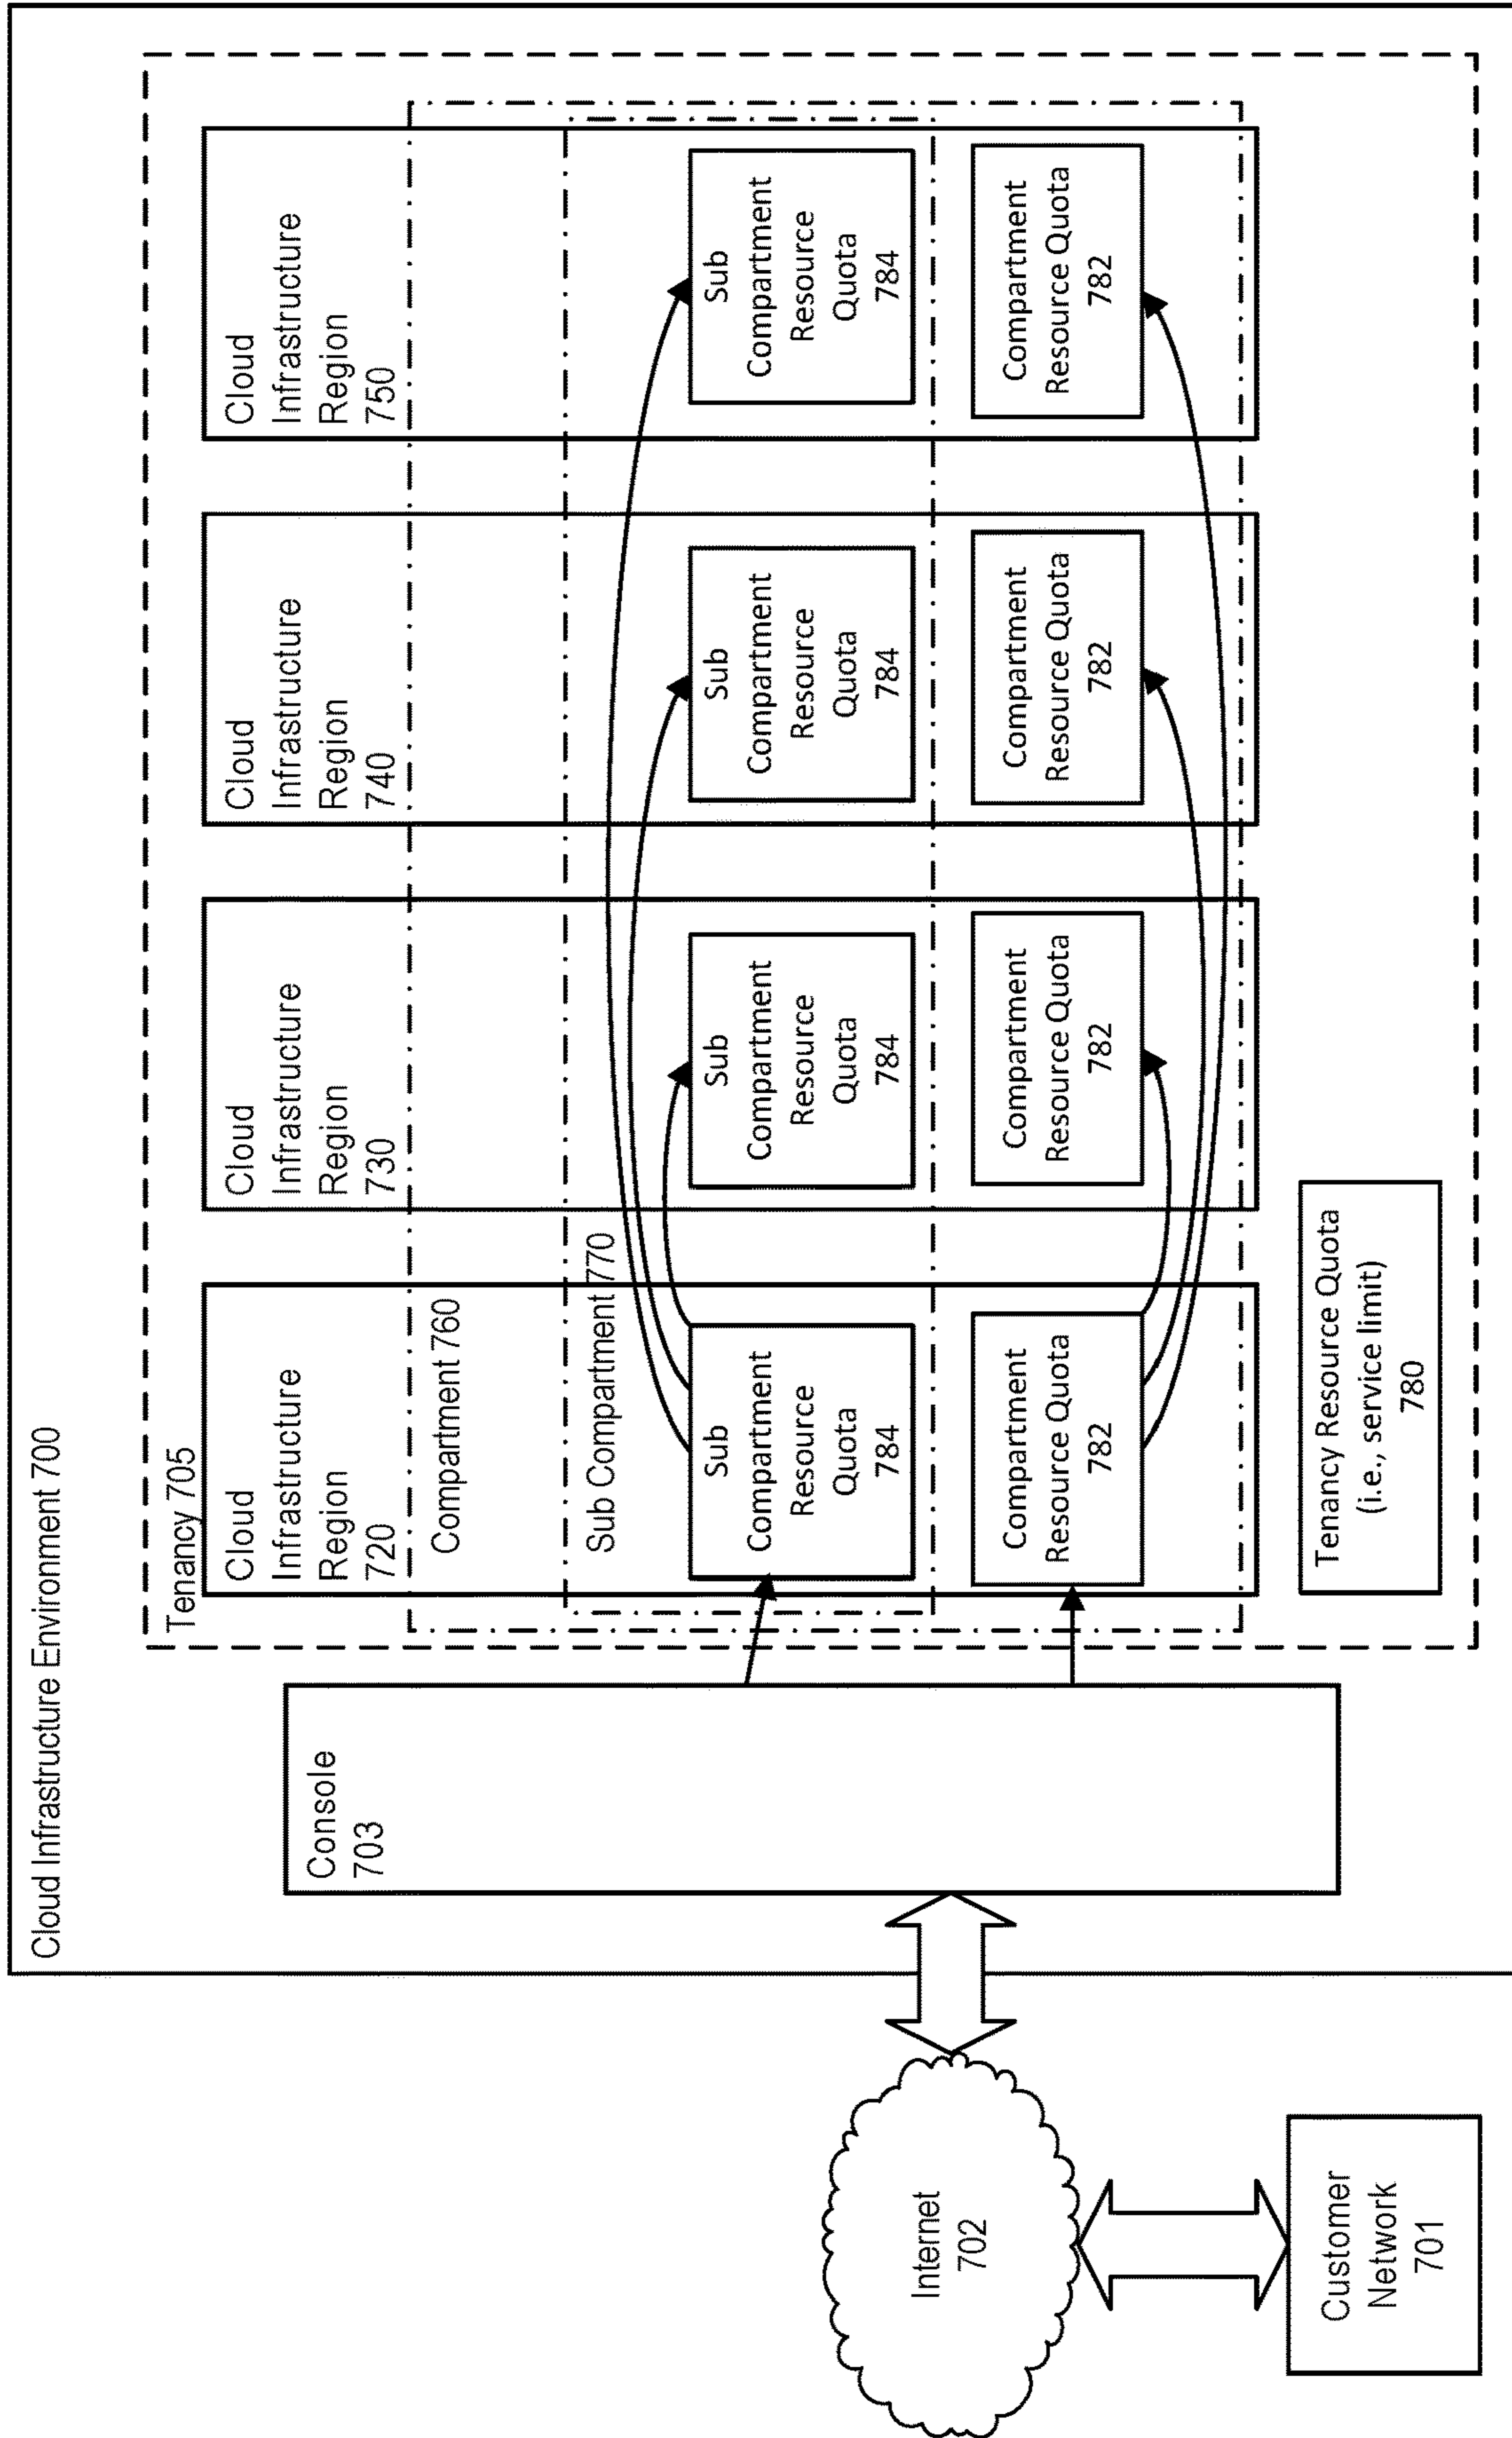 Cloud Infrastructure Environment 700
Tenancy 705
Cloud
Infrastructure
Region
720
Cloud
Infrastructure
Region
730
Cloud
Infrastructure
Region
740
Cloud
Infrastructure
Region
750
Compartment 760
Sub Compartment 770
Sub
Compartment
Resource
Quota
784
Sub
Compartment
Resource
Quota
784
Sub
Compartment
Resource
Quota
784
Sub
Compartment
Resource
Quota
784
Compartment
Resource Quota
782
Compartment
Resource Quota
782
Compartment
Resource Quota
782
Compartment
Resource Quota
782
Tenancy Resource Quota
(i.e., service limit)
780
Console
703
Internet
702
Customer
Network
701